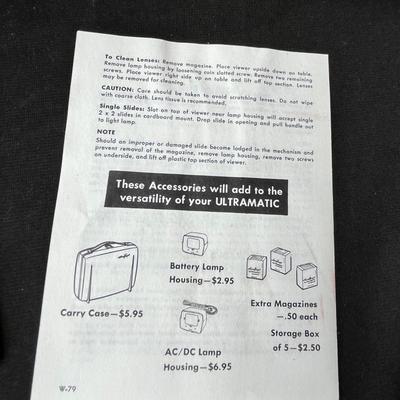 To Clean Lenses: Remove magazine. Place viewer upside down on table.
Remove lamp housing by loosening coin slotted screw. Remove two remaining
screws. Place viewer right side up on table and lift off top section. Lenses
may be removed for cleaning.
CAUTION: Care should be taken to avoid scratching lenses. Do not wipe
with coarse cloth. Lens tissue is recommended.
Single Slides: Slot on top of viewer near lamp housing will accept single
2 x 2 slides in cardboard mount. Drop slide in opening and pull handle out
to light lamp.
NOTE
Should an improper or damaged slide become lodged in the mechanism and
prevent removal of the magazine, remove lamp housing, remove two screws
on underside, and lift off plastic top section of viewer.
These Accessories will add to the
versatility of your ULTRAMATIC
Carry Case—$5.95
Battery Lamp
Housing—$2.95
AC/DC Lamp
Housing—$6.95
Extra Magazines
—.50 each
Storage Box
of 5—$2.50
W-79